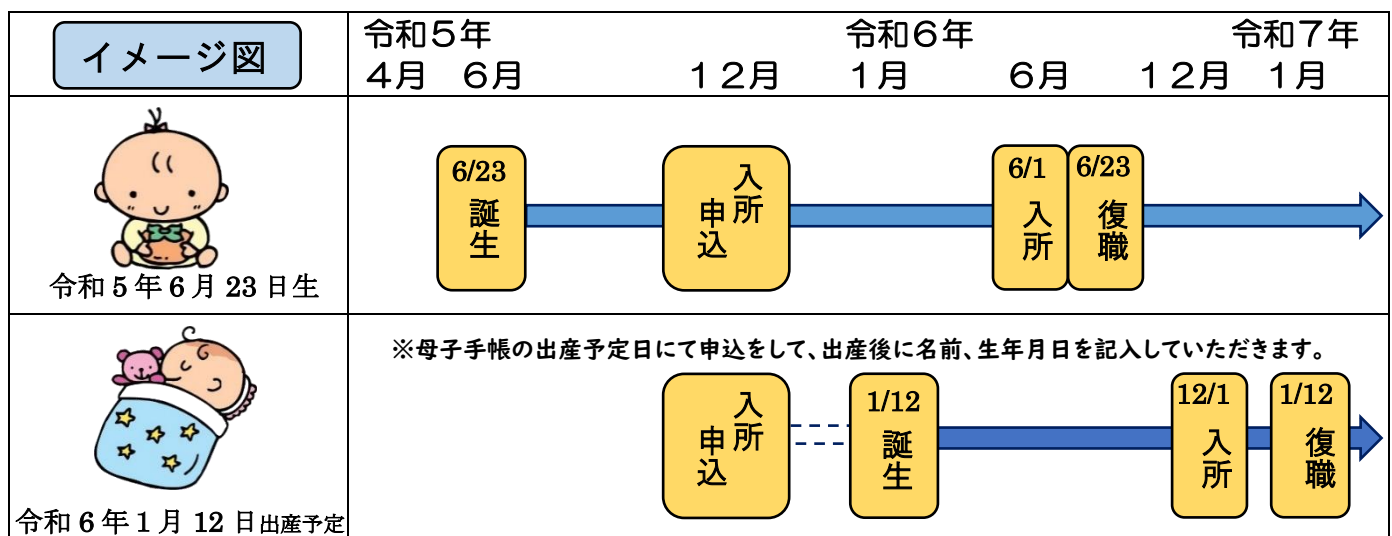 イメージ図
令和５年 令和６年 令和７年
４月 ６月 １２月 １月 ６月 １２月 １月
令和５年６月 23 日生
6/23
誕生
入所
申込
6/1
入所
6/23
復職
令和６年１月 12 日出産予定
※母子手帳の出産予定日にて申込をして、出産後に名前、生年月日を記入していただきます。
入所
申込
1/12
誕生
12/1
入所
1/12
復職